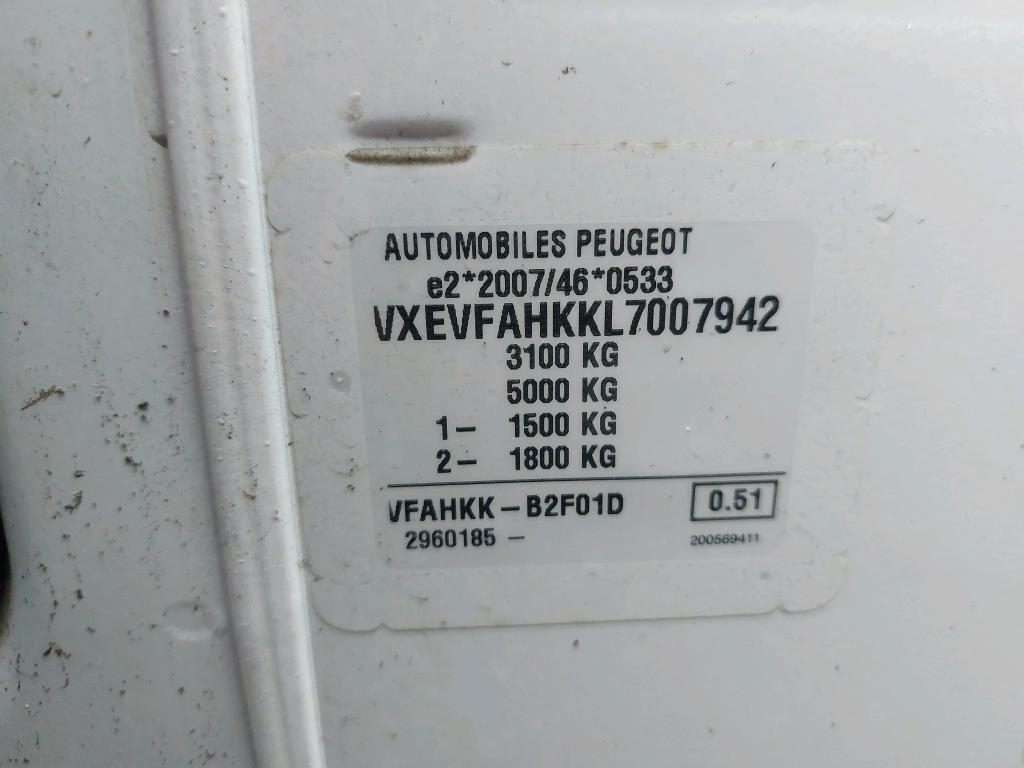 AUTOMOBILES PEUGEOT
e2*2007/46*0533
VXEVFAHKKL7007942
3100 KG
5000 KG
1- 1500 KG
2- 1800 KG
VFAHKK-B2F01D 0.51
2960185- 200569411